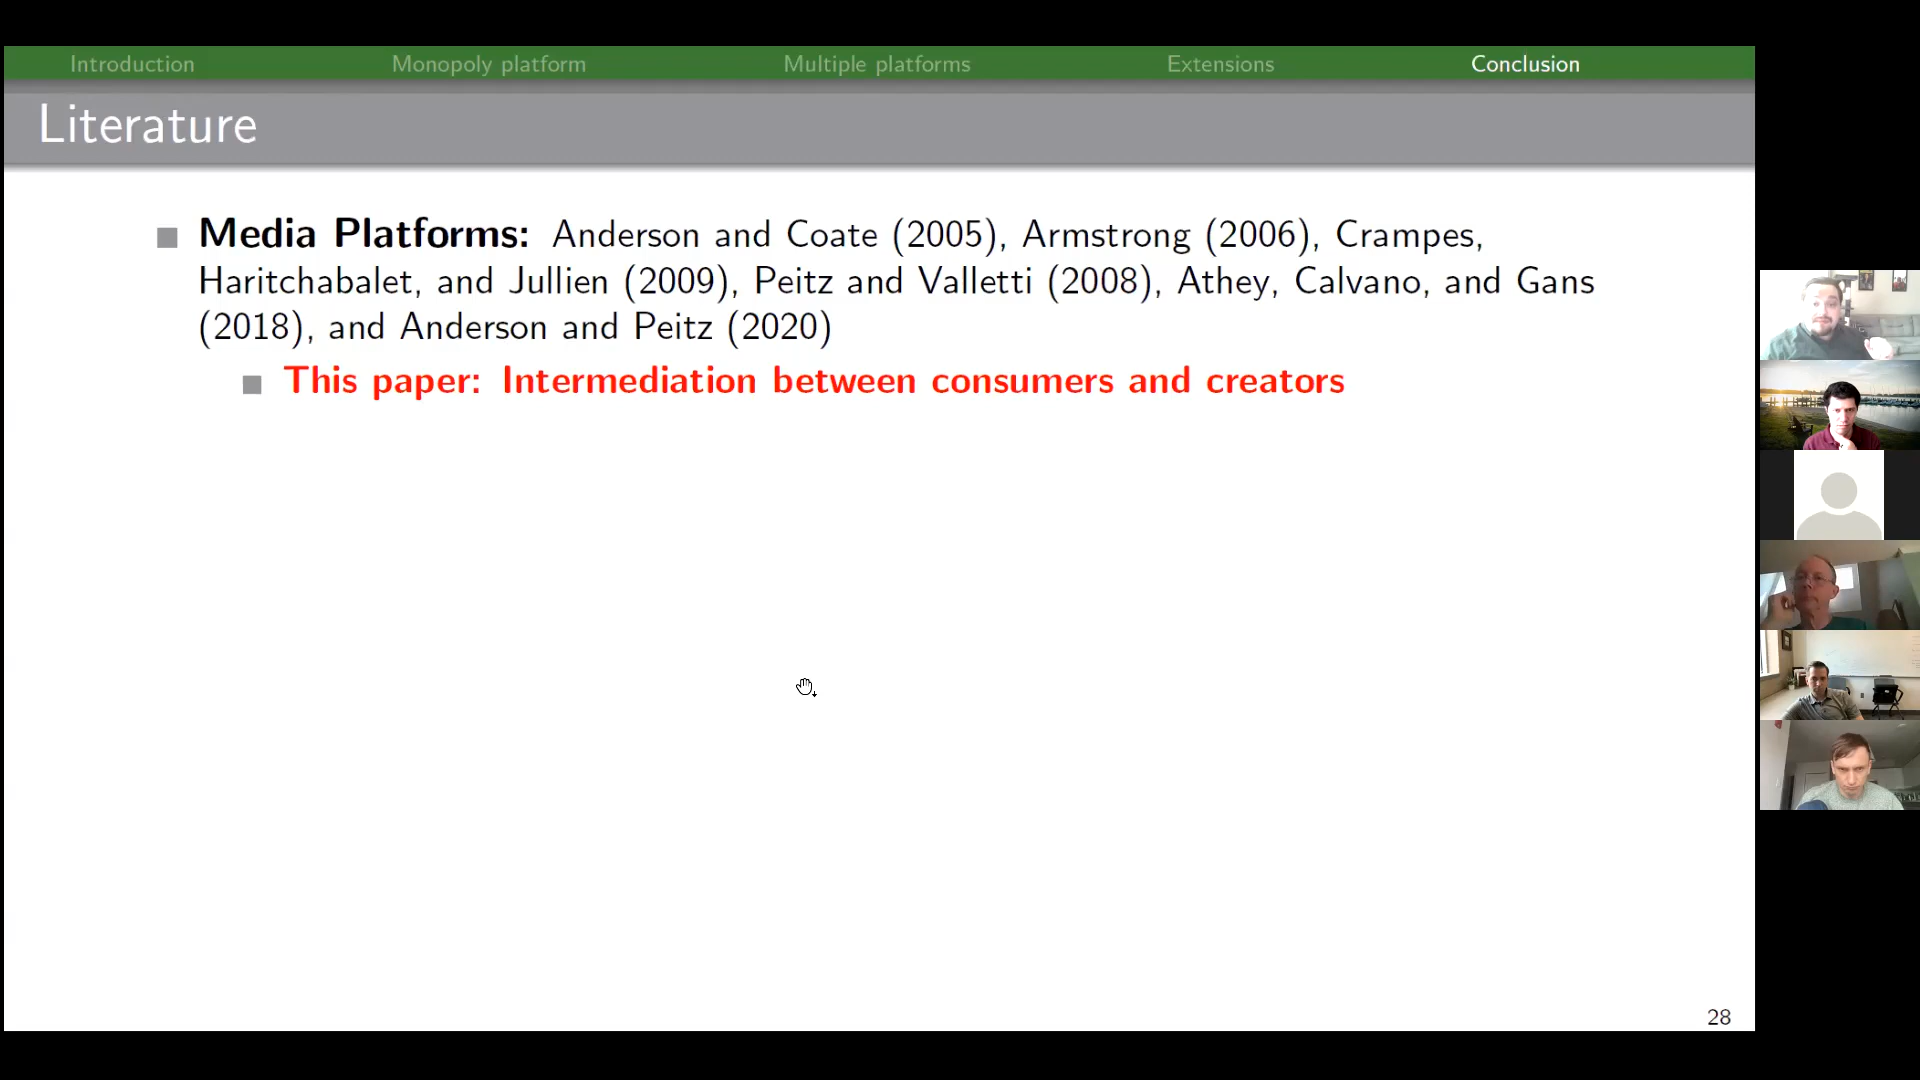 Introduction Monopoly platform Multiple platforms Extensions Conclusion
Literature
Media Platforms: Anderson and Coate (2005), Armstrong (2006), Crampes,
Haritchabalet, and Jullien (2009), Peitz and Valletti (2008), Athey, Calvano, and Gans
(2018), and Anderson and Peitz (2020)
This paper: Intermediation between consumers and creators
28